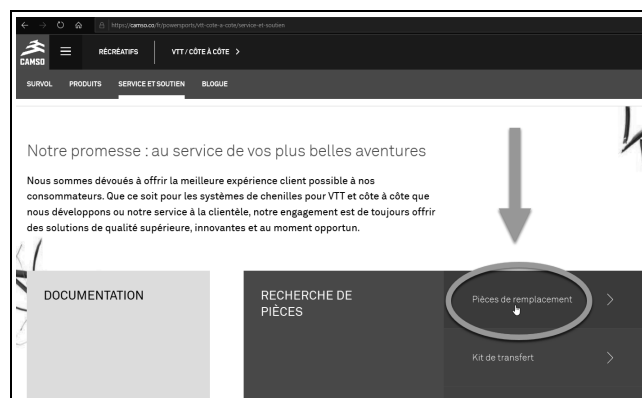 https://camso.co/fr/powersports/vtt-cote-a-cote/service-et-soutien
CAMSO
RÉCRÉATIFS
VTT / CÔTE À CÔTE
SURVOL PRODUITS SERVICE ET SOUTIEN BLOGUE
Notre promesse : au service de vos plus belles aventures
Nous sommes dévoués à offrir la meilleure expérience client possible à nos
consommateurs. Que ce soit pour les systèmes de chenilles pour VTT et côte à côte que
nous développons ou notre service à la clientèle, notre engagement est de toujours offrir
des solutions de qualité supérieure, innovantes et au moment opportun.
DOCUMENTATION
RECHERCHE DE
PIÈCES
Pièces de remplacement
Kit de transfert